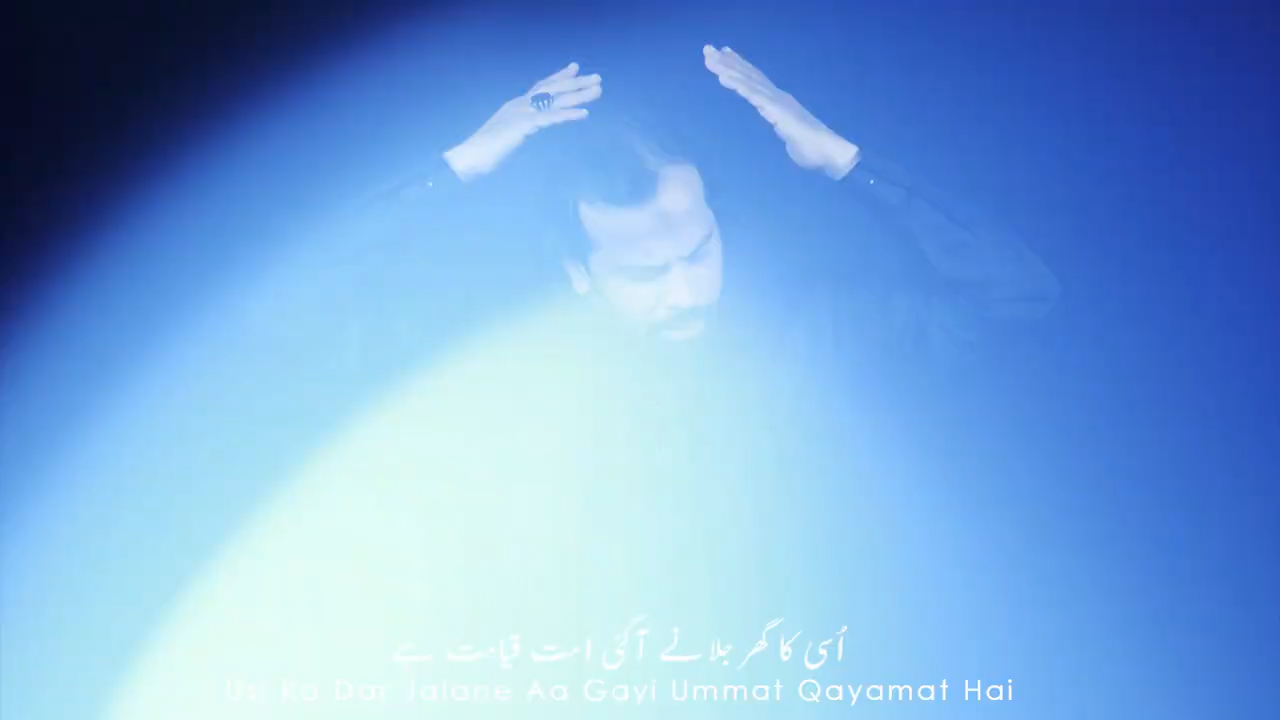 اُسی کا گھر جلانے آ گئی امت قیامت ہے
Usi Ka Dar Jalane Aa Gayi Ummat Qayamat Hai